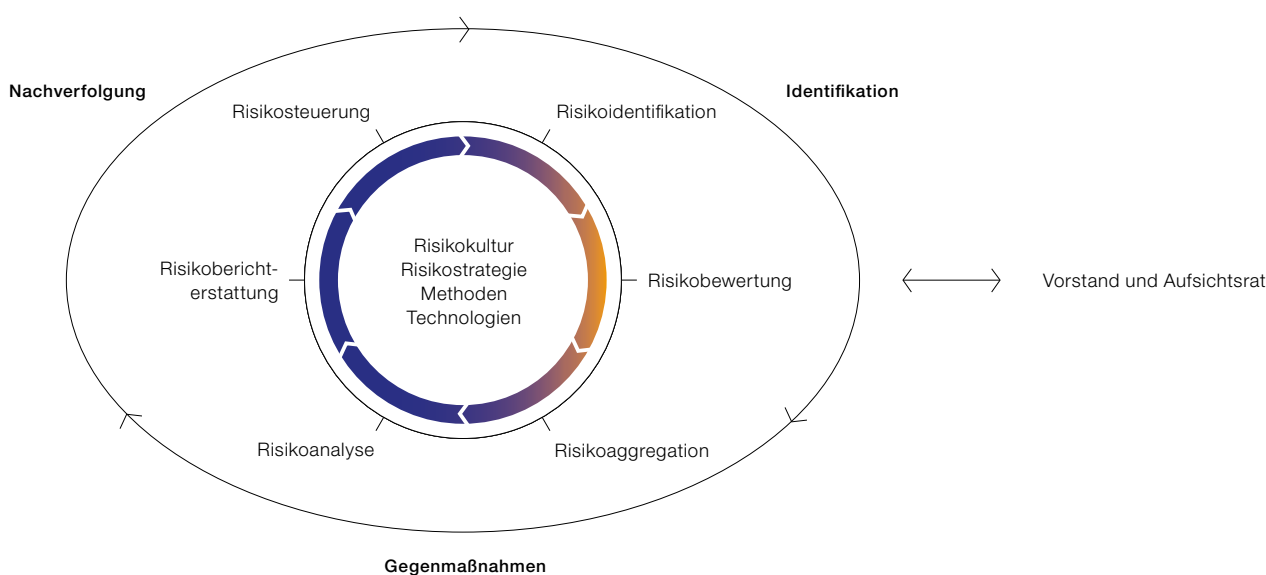 Nachverfolgung
Identifikation
Risikosteuerung
Risikoidentifikation
Risikokultur
Risikostrategie
Methoden
Technologien
Risikobericht-
erstattung
Risikobewertung
Vorstand und Aufsichtsrat
Risikoanalyse
Risikoaggregation
Gegenmaßnahmen